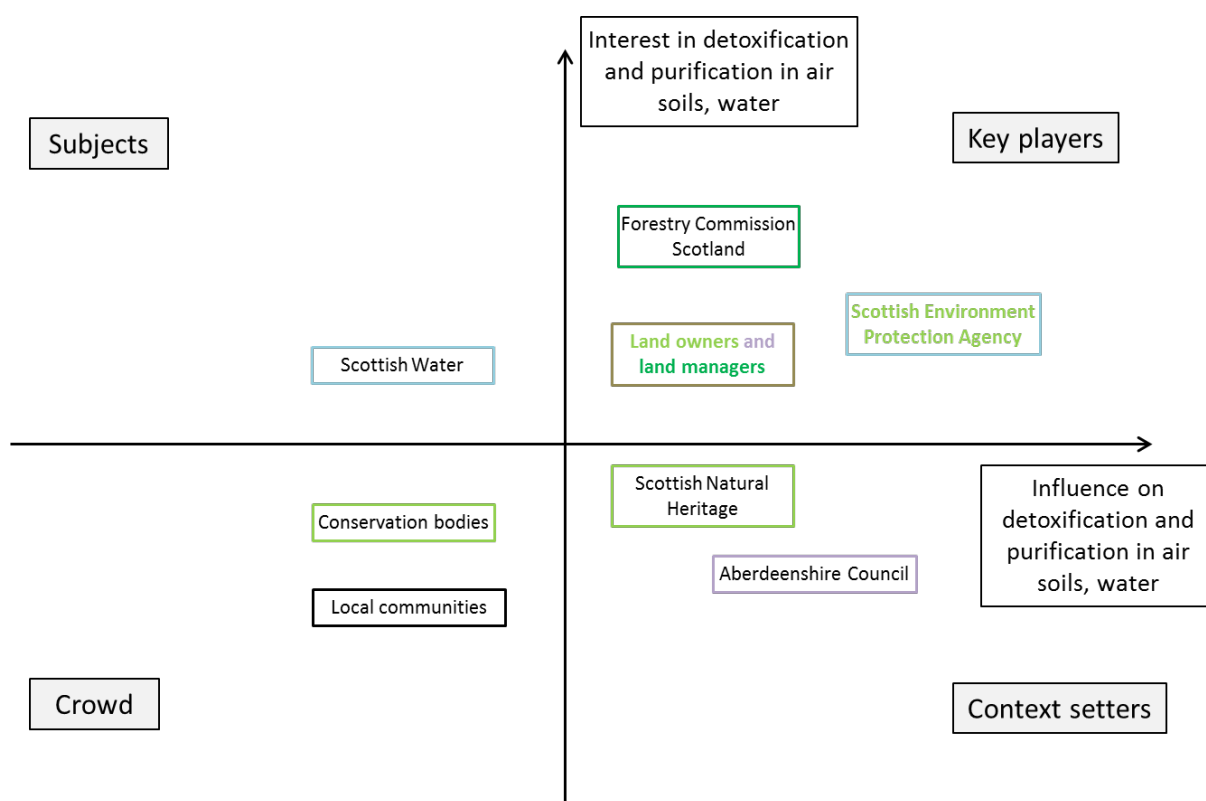 Interest in detoxification
and purification in air
soils, water
Subjects
Key players
Forestry Commission
Scotland
Scottish Environment
Protection Agency
Land owners and
land managers
Scottish Water
Scottish Natural
Heritage
Influence on
detoxification and
purification in air
soils, water
Conservation bodies
Aberdeenshire Council
Local communities
Crowd
Context setters